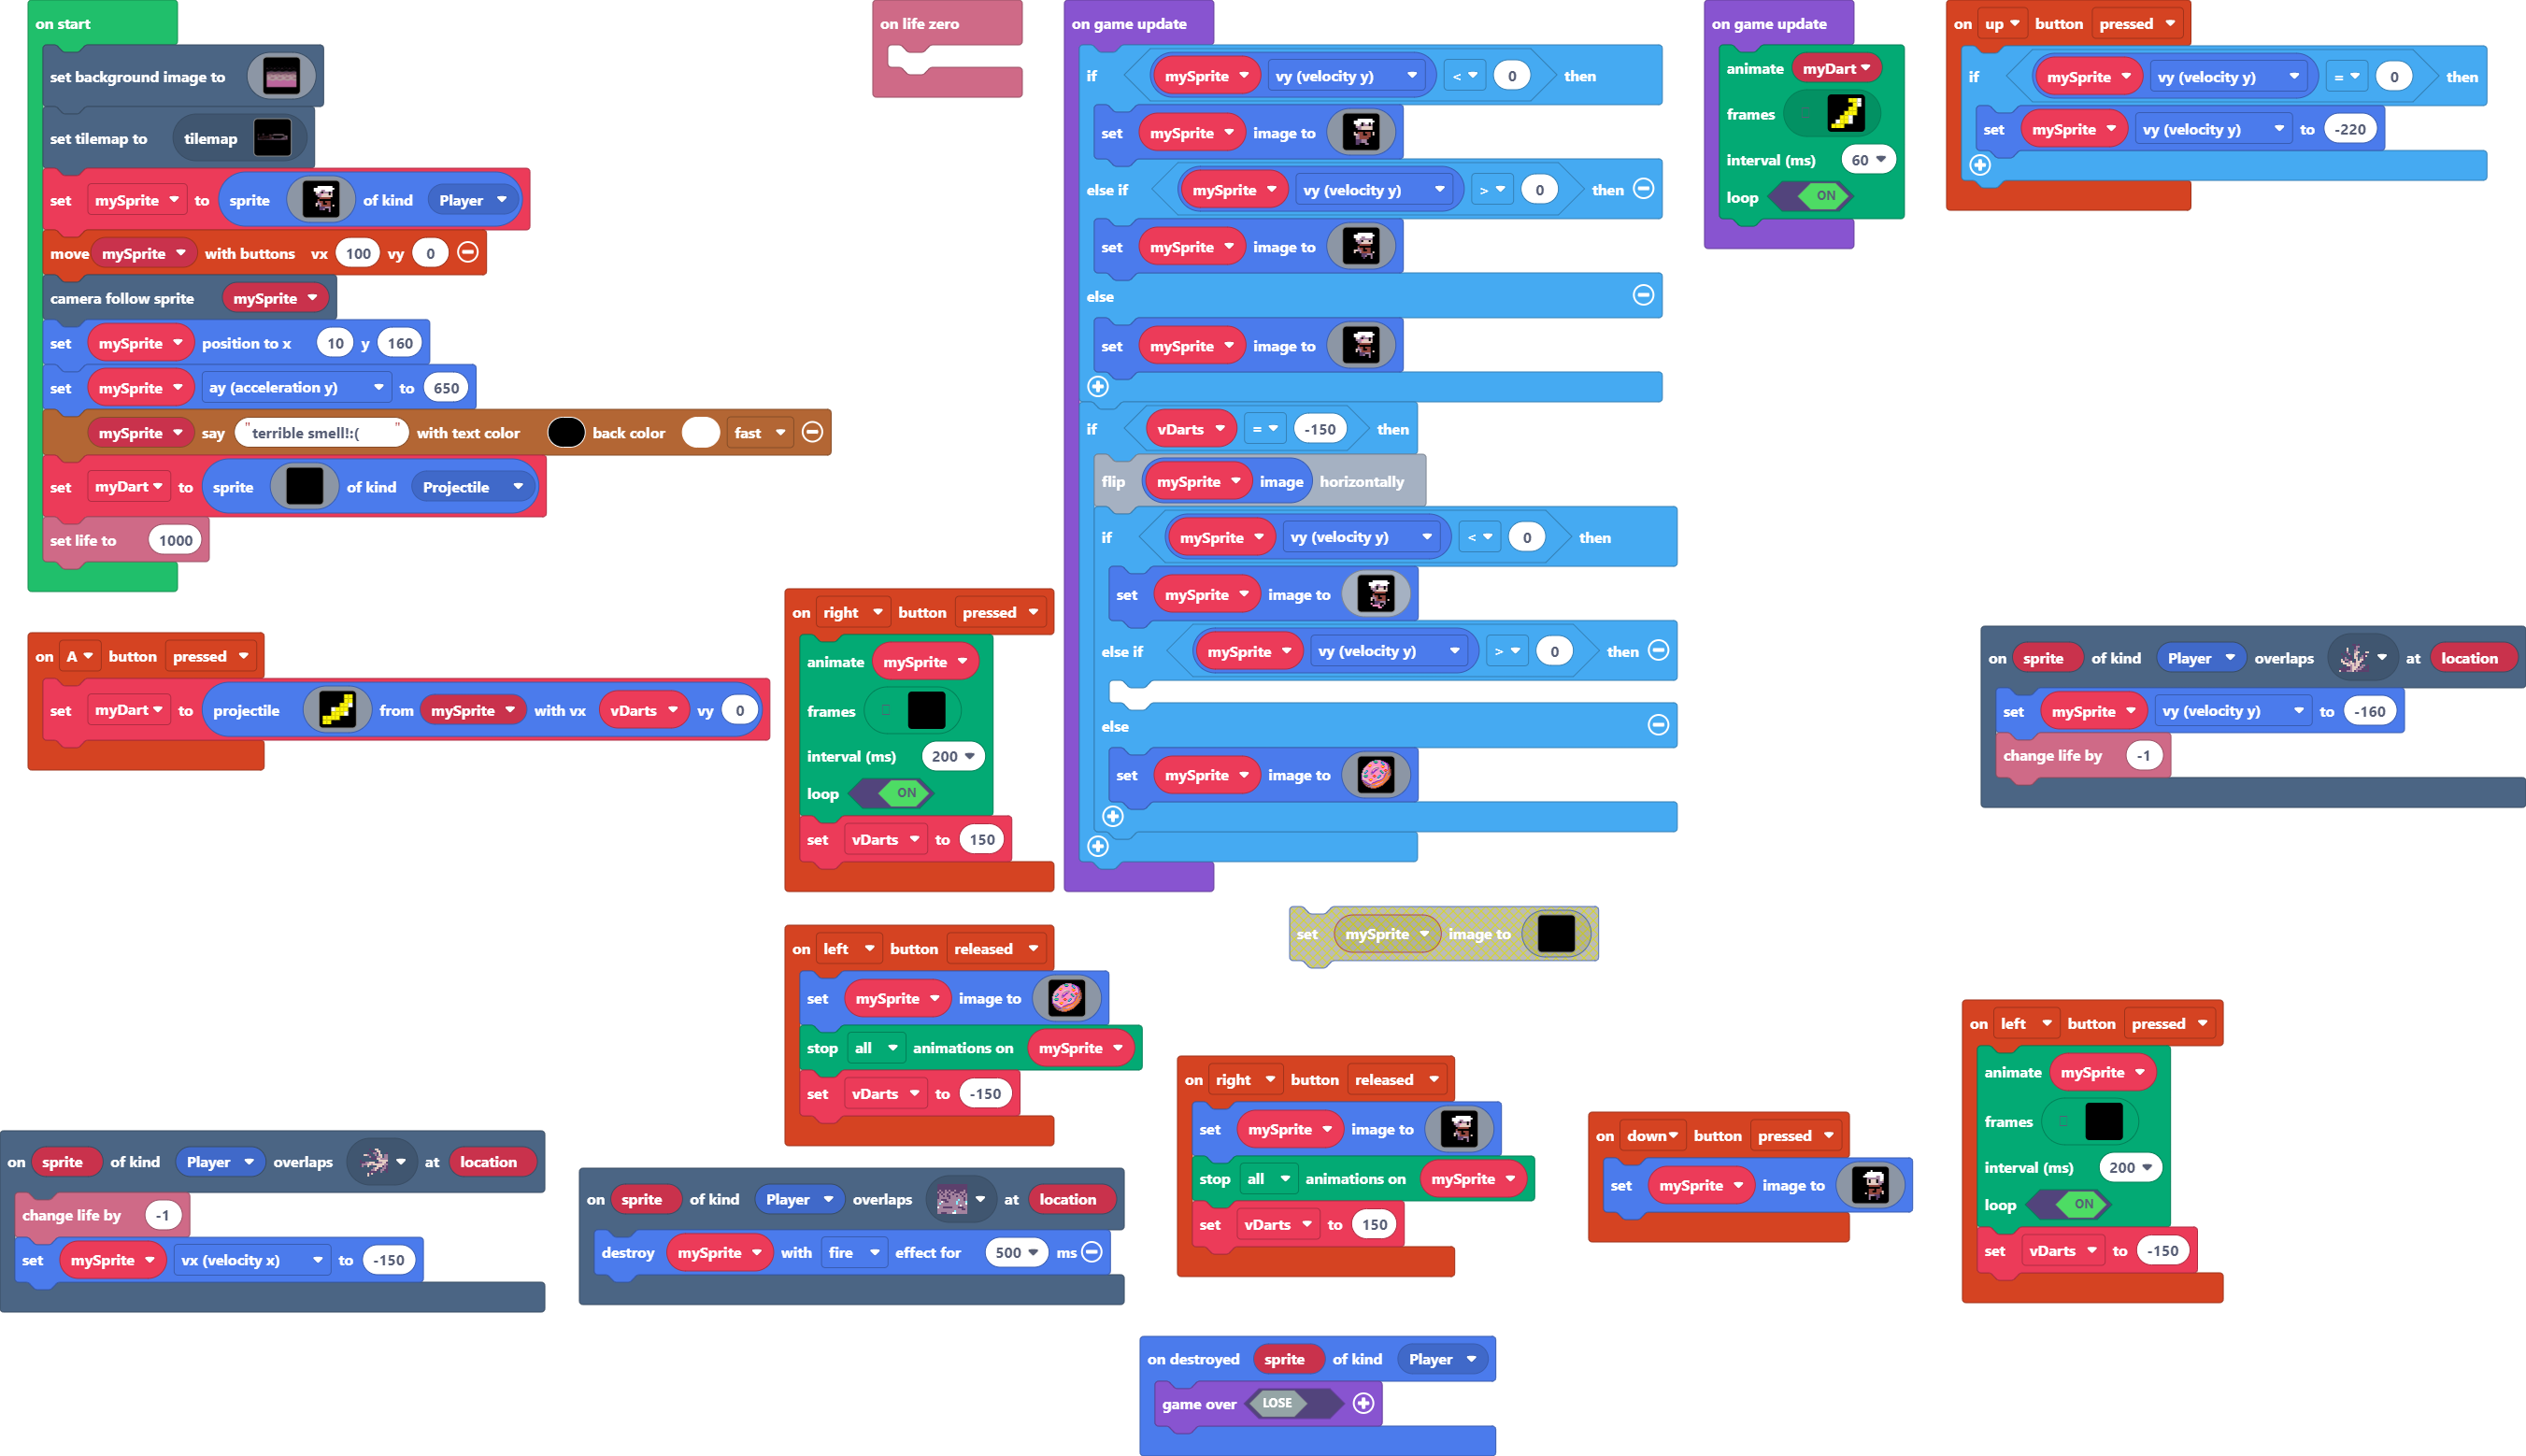 on start
set background image to
set tilemap to tilemap
set mySprite to sprite of kind Player
move mySprite with buttons vx 100 vy 0
camera follow sprite mySprite
set mySprite position to x 10 y 160
set mySprite ay (acceleration y) to 650
mySprite say "terrible smell!:( " with text color back color fast
set myDart to sprite of kind Projectile
set life to 1000
on A button pressed
set myDart to projectile from mySprite with vx vDarts vy 0
on life zero
on right button pressed
animate mySprite
frames
interval (ms) 200
loop ON
set vDarts to 150
on left button released
set mySprite image to
stop all animations on mySprite
set vDarts to -150
on game update
if mySprite vy (velocity y) < 0 then
set mySprite image to
else if mySprite vy (velocity y) > 0 then
set mySprite image to
else
set mySprite image to
if vDarts = -150 then
flip mySprite image horizontally
if mySprite vy (velocity y) < 0 then
set mySprite image to
else if mySprite vy (velocity y) > 0 then
else
set mySprite image to
set mySprite image to
on game update
animate myDart
frames
interval (ms) 60
loop ON
on up button pressed
if mySprite vy (velocity y) = 0 then
set mySprite vy (velocity y) to -220
on sprite of kind Player overlaps at location
set mySprite vy (velocity y) to -160
change life by -1
on left button pressed
animate mySprite
frames
interval (ms) 200
loop ON
set vDarts to -150
on right button released
set mySprite image to
stop all animations on mySprite
set vDarts to 150
on down button pressed
set mySprite image to
on sprite of kind Player overlaps at location
change life by -1
set mySprite vx (velocity x) to -150
on sprite of kind Player overlaps at location
destroy mySprite with fire effect for 500 ms
on destroyed sprite of kind Player
game over LOSE